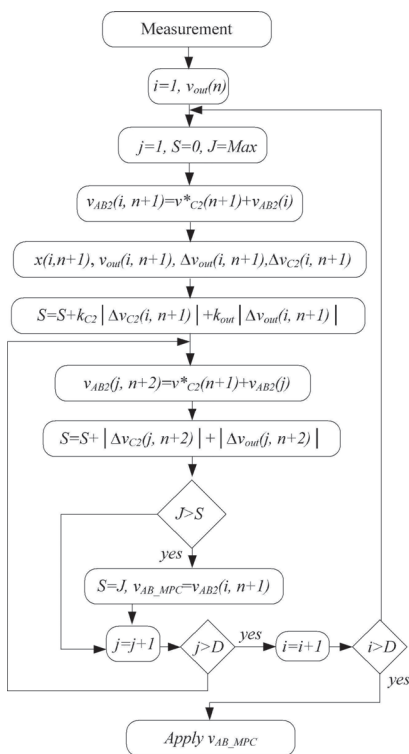 Measurement
i=1, v_out(n)
j=1, S=0, J=Max
v_AB2(i, n+1)=v*_C2(n+1)+v_AB2(i)
x(i,n+1), v_out(i, n+1), Δv_out(i, n+1),Δv_C2(i, n+1)
S=S+k_C2|Δv_C2(i, n+1)|+k_out|Δv_out(i, n+1)|
v_AB2(j, n+2)=v*_C2(n+1)+v_AB2(j)
S=S+|Δv_C2(j, n+2)|+|Δv_out(j, n+2)|
J>S
yes
S=J, v_AB_MPC=v_AB2(i, n+1)
j=j+1
j>D
yes
i=i+1
i>D
yes
Apply v_AB_MPC